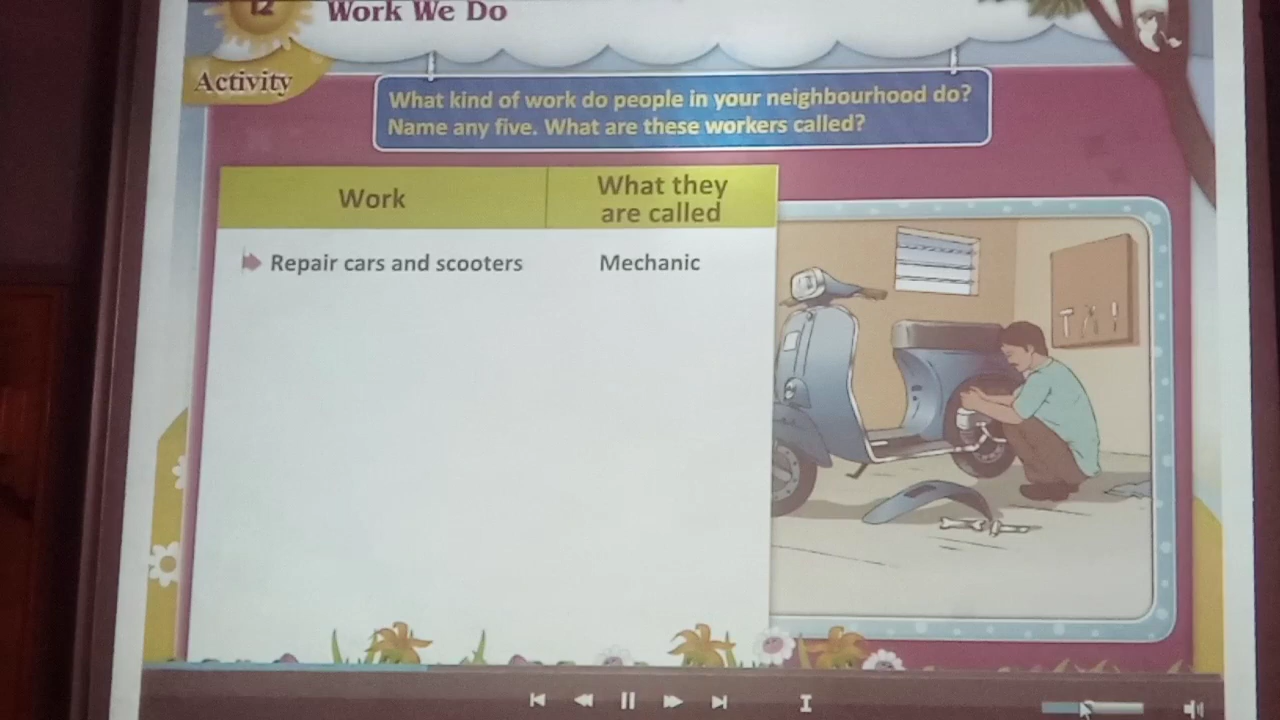 12
Work We Do
Activity
What kind of work do people in your neighbourhood do?
Name any five. What are these workers called?
Work
What they
are called
Repair cars and scooters
Mechanic